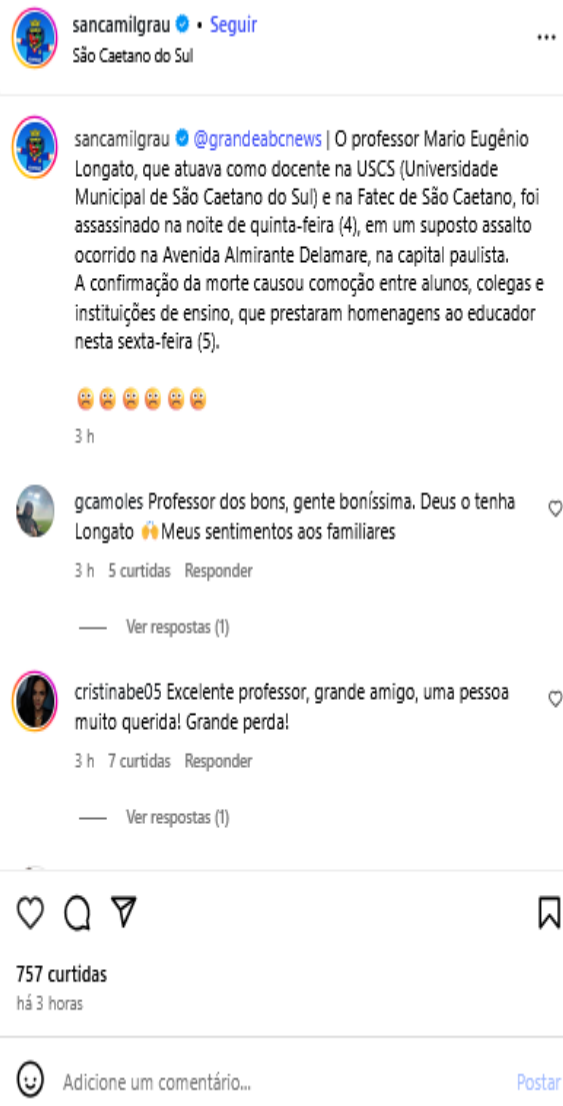 sancamilgrau • Seguir
São Caetano do Sul
sancamilgrau @grandeabcnews | O professor Mario Eugênio
Longato, que atuava como docente na USCS (Universidade
Municipal de São Caetano do Sul) e na Fatec de São Caetano, foi
assassinado na noite de quinta-feira (4), em um suposto assalto
ocorrido na Avenida Almirante Delamare, na capital paulista.
A confirmação da morte causou comoção entre alunos, colegas e
instituições de ensino, que prestaram homenagens ao educador
nesta sexta-feira (5).
3 h
gcamoles Professor dos bons, gente boníssima. Deus o tenha
Longato 🙌Meus sentimentos aos familiares
3 h 5 curtidas Responder
Ver respostas (1)
cristinabe05 Excelente professor, grande amigo, uma pessoa
muito querida! Grande perda!
3 h 7 curtidas Responder
Ver respostas (1)
757 curtidas
há 3 horas
Adicione um comentário... Postar